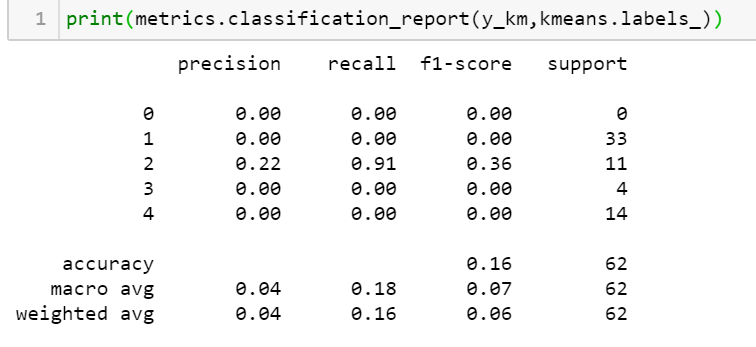 1 print(metrics.classification_report(y_km,kmeans.labels_))
precision recall f1-score support
0 0.00 0.00 0.00 0
1 0.00 0.00 0.00 33
2 0.22 0.91 0.36 11
3 0.00 0.00 0.00 4
4 0.00 0.00 0.00 14
accuracy 0.16 62
macro avg 0.04 0.18 0.07 62
weighted avg 0.04 0.16 0.06 62